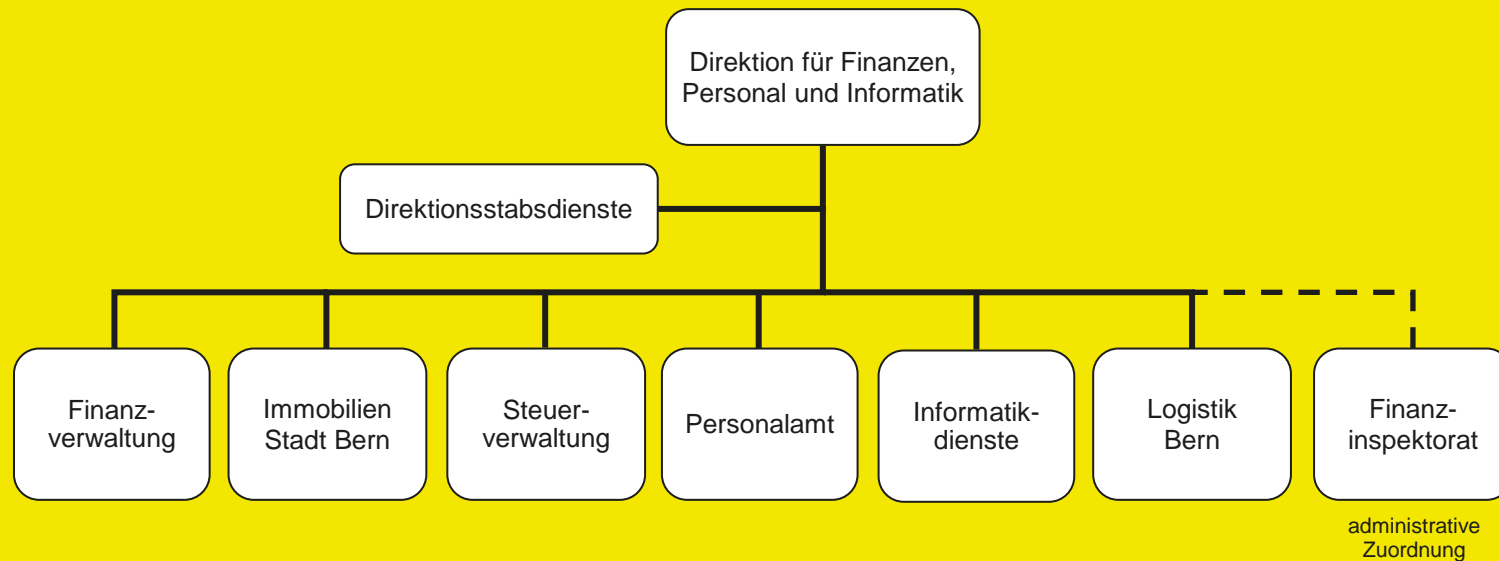 Direktion für Finanzen,
Personal und Informatik
Direktionsstabsdienste
Finanz-
verwaltung
Immobilien
Stadt Bern
Steuer-
verwaltung
Personalamt
Informatik-
dienste
Logistik
Bern
Finanz-
inspektorat
administrative
Zuordnung